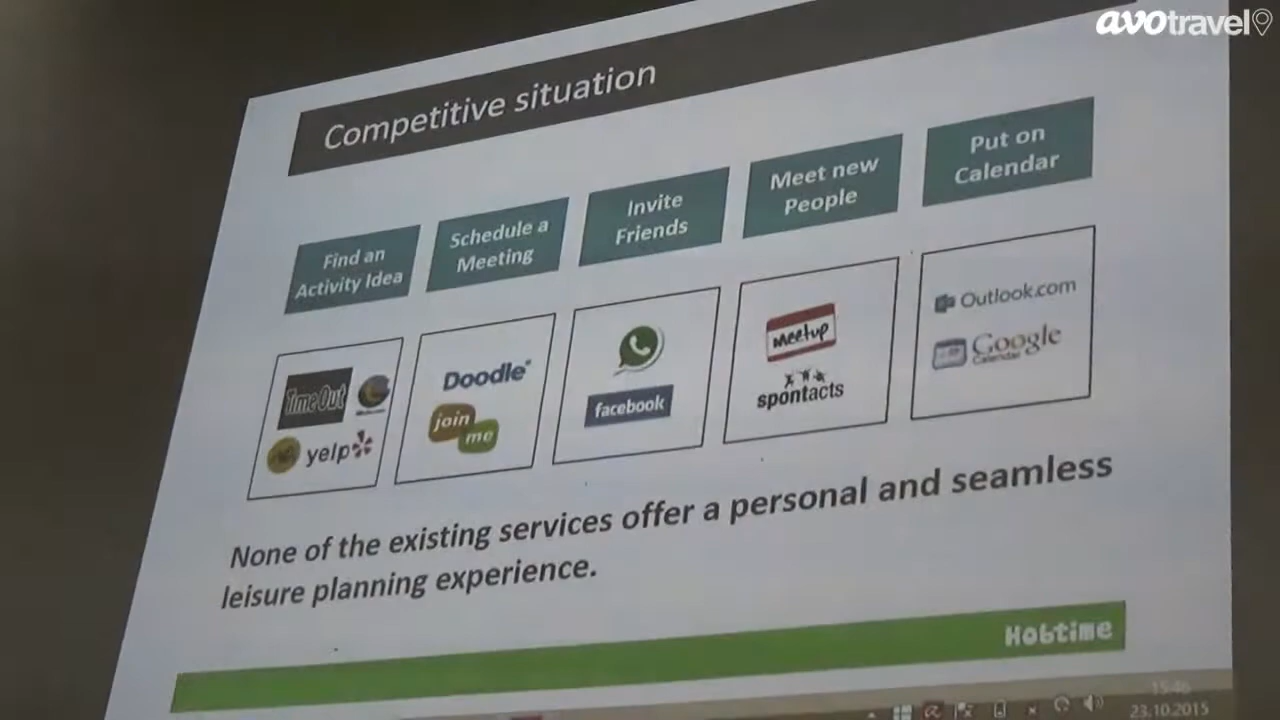 avotravel
Competitive situation
Find an
Activity Idea
Schedule a
Meeting
Invite
Friends
Meet new
People
Put on
Calendar
TimeOut
yelp
Doodle
join
me
facebook
meetup
spontacts
Outlook.com
Google
Calendar
None of the existing services offer a personal and seamless
leisure planning experience.
Hobtime
15:46
23.10.2015